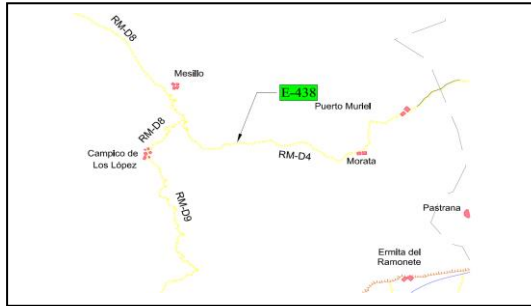 RM-D8
Mesillo
E-438
Puerto Muriel
RM-D8
Campico de
Los López
RM-D4
Morata
RM-D9
Pastrana
Ermita del
Ramonete